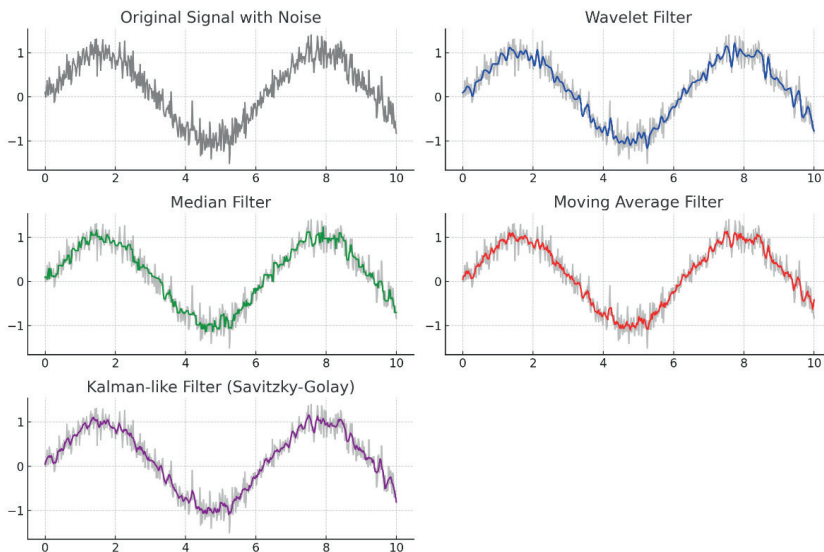 Original Signal with Noise
1
0
−1
0 2 4 6 8 10
Wavelet Filter
1
0
−1
0 2 4 6 8 10
Median Filter
1
0
−1
0 2 4 6 8 10
Moving Average Filter
1
0
−1
0 2 4 6 8 10
Kalman-like Filter (Savitzky-Golay)
1
0
−1
0 2 4 6 8 10